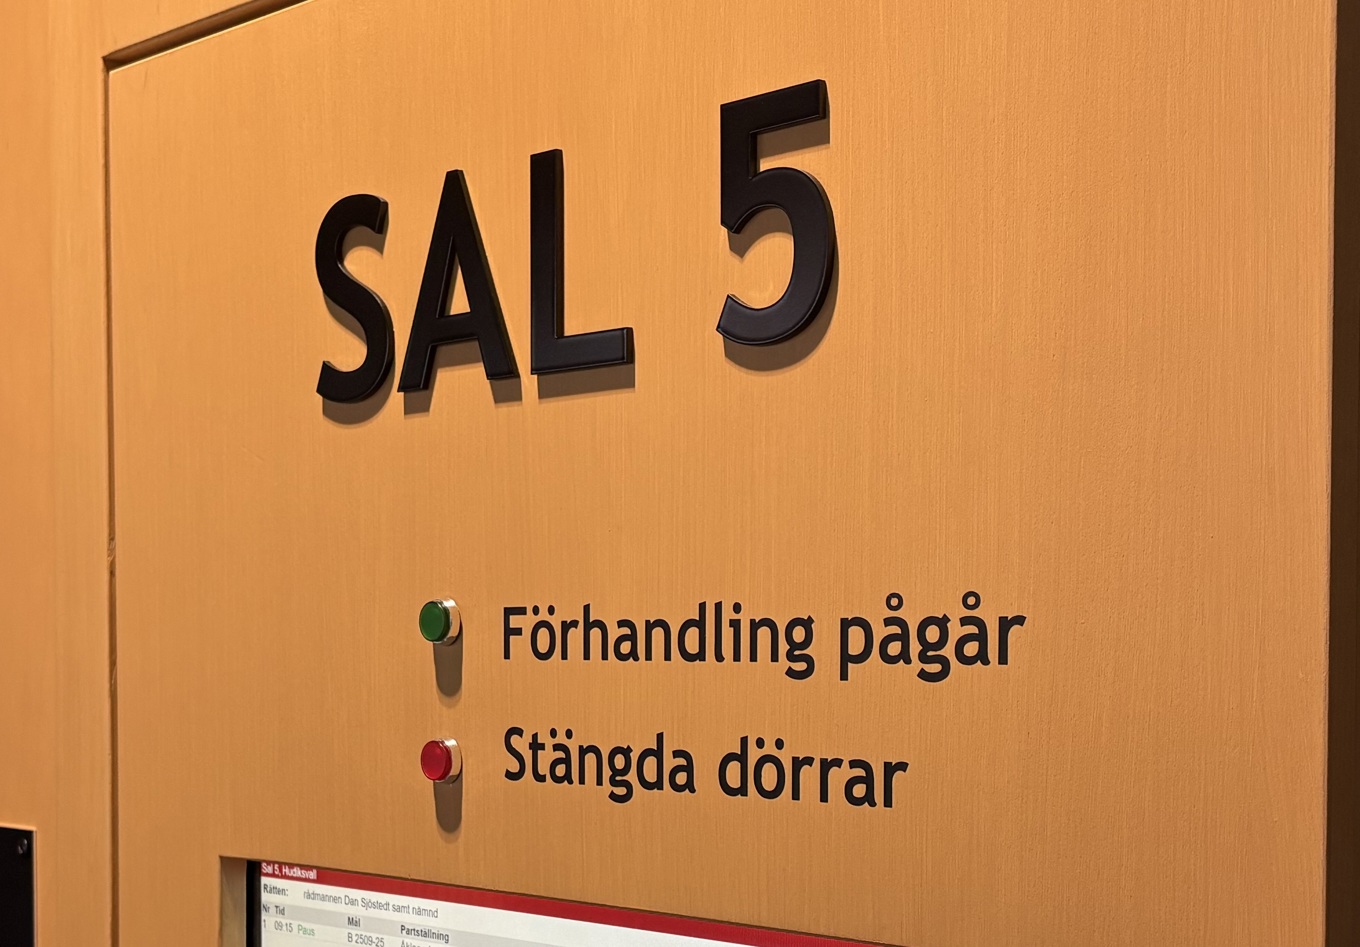 SAL 5
Förhandling pågår
Stängda dörrar
Sal 5, Hudiksvall
Rätten: rådmannen Dan Sjöstedt samt nämnd
Nr Tid Mål Partställning
1 09:15 Paus B 2509-25